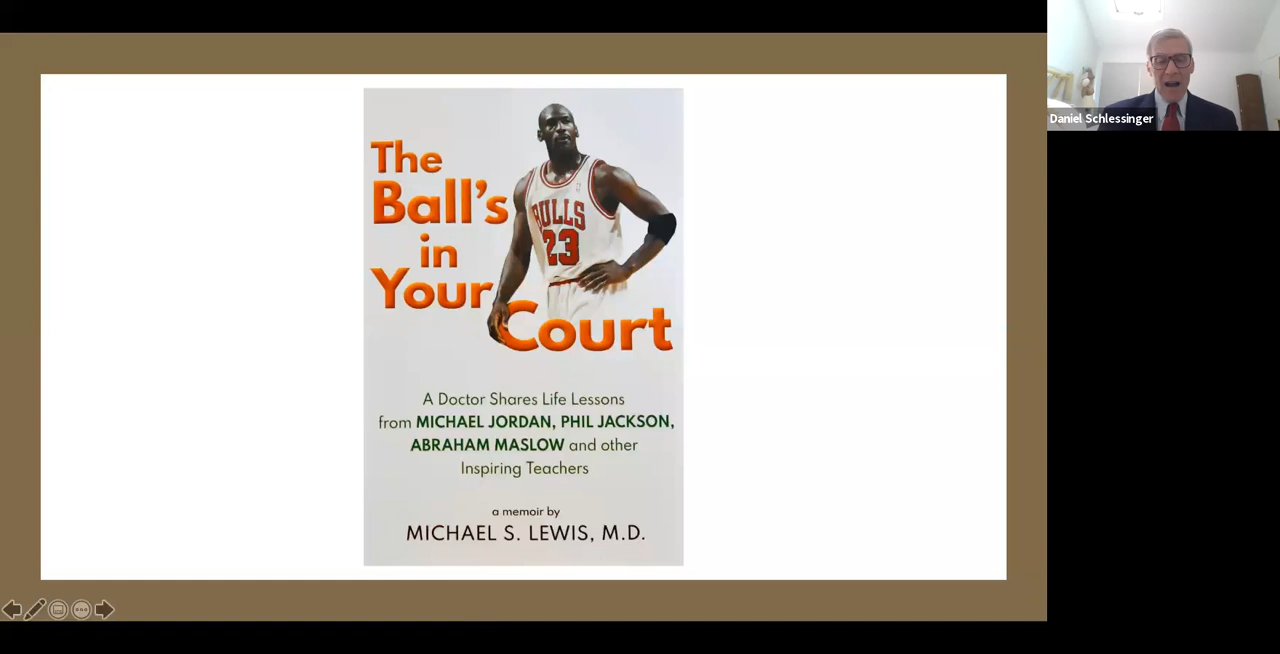 The
Ball's
in
Your
Court
BULLS
23
A Doctor Shares Life Lessons
from MICHAEL JORDAN, PHIL JACKSON,
ABRAHAM MASLOW and other
Inspiring Teachers
a memoir by
MICHAEL S. LEWIS, M.D.
Daniel Schlessinger